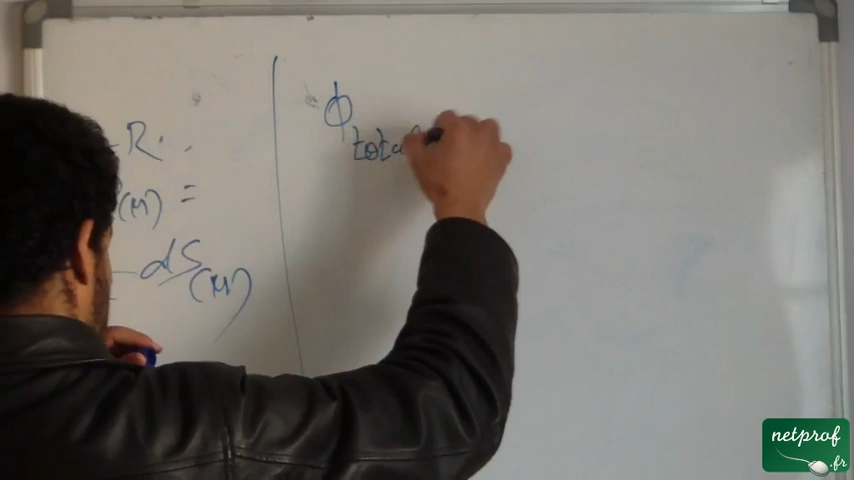 R.
(M) =
dS(M)
Φ total
netprof
.fr